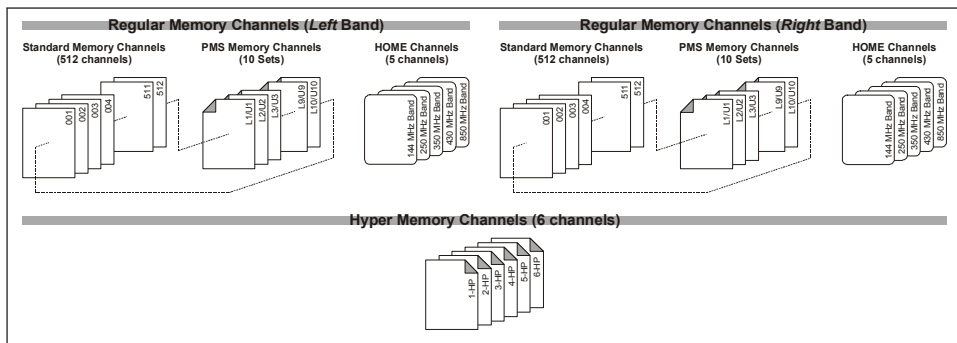 Regular Memory Channels (Left Band)
Standard Memory Channels
(512 channels)
001
002
003
004
511
512
PMS Memory Channels
(10 Sets)
L1/U1
L2/U2
L3/U3
L9/U9
L10/U10
HOME Channels
(5 channels)
144 MHz Band
250 MHz Band
350 MHz Band
430 MHz Band
850 MHz Band
Regular Memory Channels (Right Band)
Standard Memory Channels
(512 channels)
001
002
003
004
511
512
PMS Memory Channels
(10 Sets)
L1/U1
L2/U2
L3/U3
L9/U9
L10/U10
HOME Channels
(5 channels)
144 MHz Band
250 MHz Band
350 MHz Band
430 MHz Band
850 MHz Band
Hyper Memory Channels (6 channels)
1-HP
2-HP
3-HP
4-HP
5-HP
6-HP